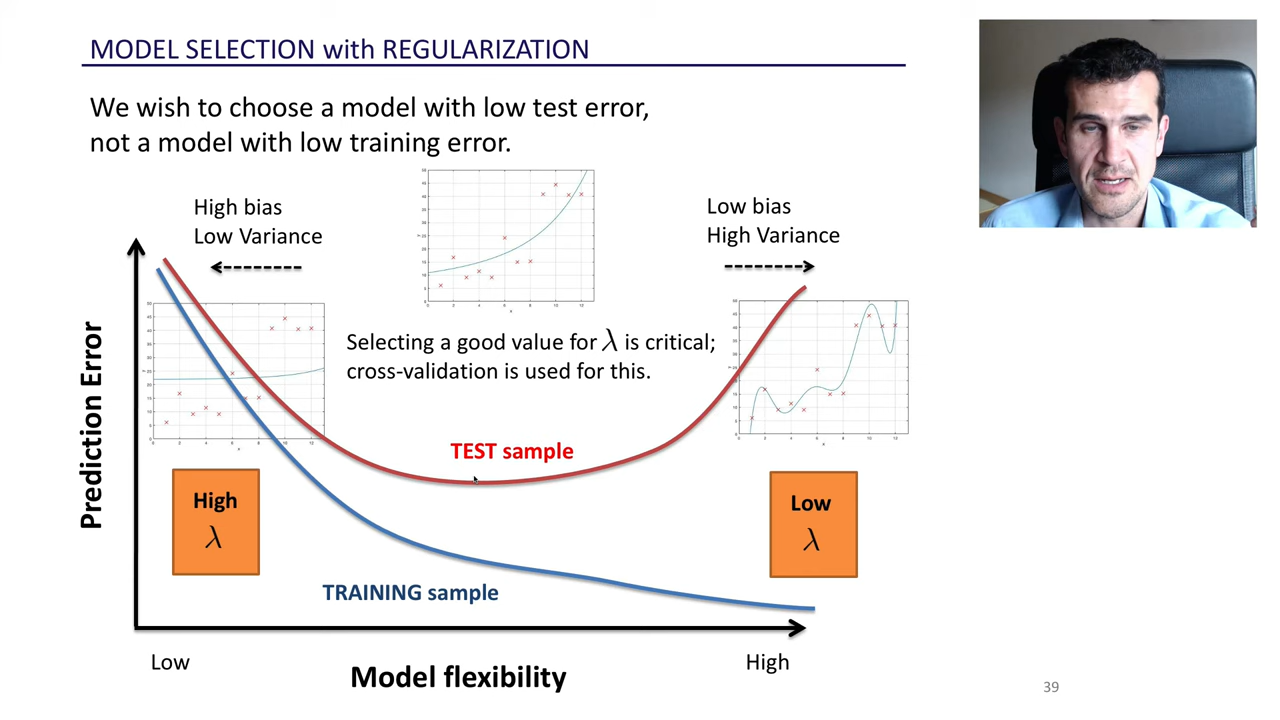 MODEL SELECTION with REGULARIZATION
We wish to choose a model with low test error,
not a model with low training error.
High bias
Low Variance
Low bias
High Variance
Selecting a good value for λ is critical;
cross-validation is used for this.
Prediction Error
TEST sample
High
λ
Low
λ
TRAINING sample
Low
High
Model flexibility
39